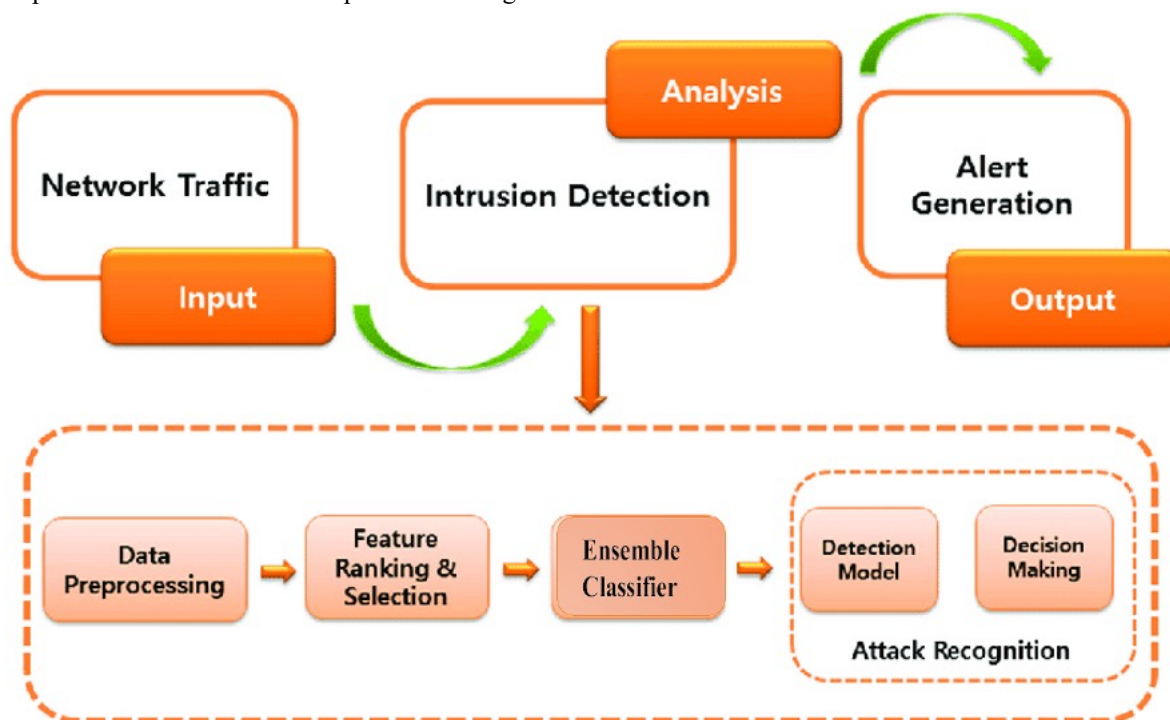 Network Traffic
Input
Analysis
Intrusion Detection
Alert
Generation
Output
Data
Preprocessing
Feature
Ranking &
Selection
Ensemble
Classifier
Detection
Model
Decision
Making
Attack Recognition